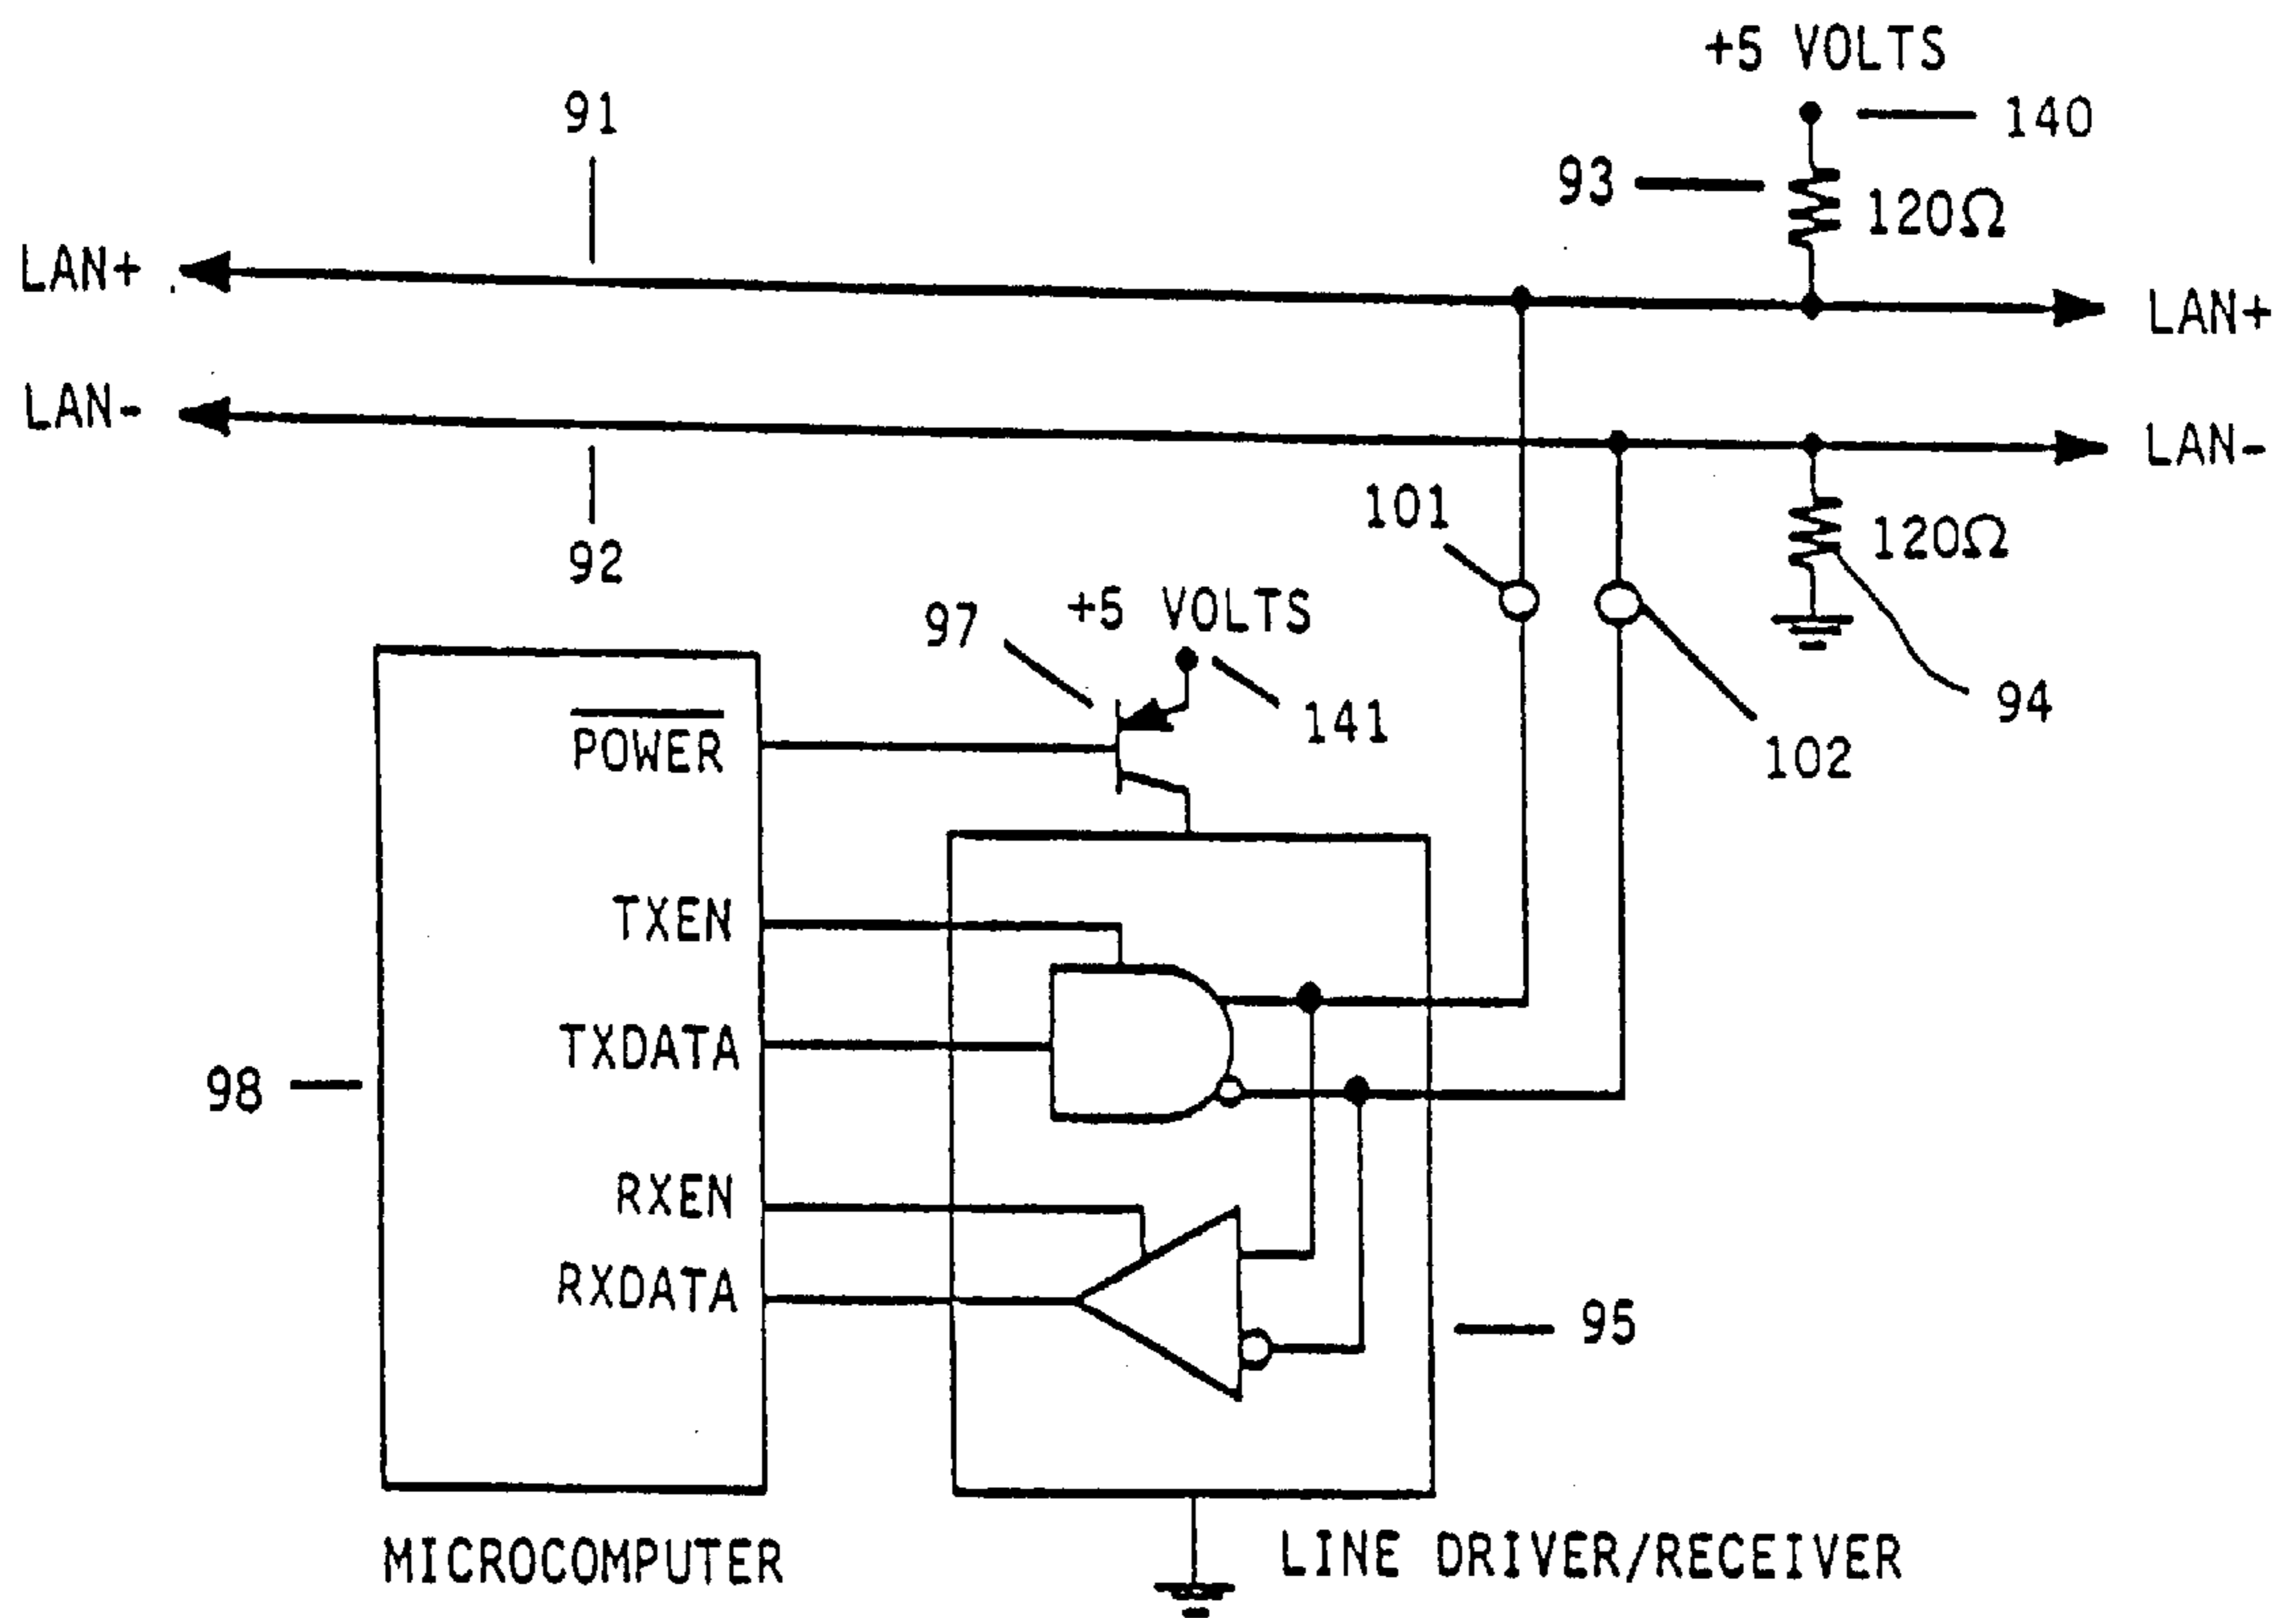 +5 VOLTS
91
140
93
120Ω
LAN+
LAN+
LAN-
LAN-
101
92
120Ω
97
+5 VOLTS
94
141
102
POWER
TXEN
TXDATA
98
RXEN
RXDATA
95
MICROCOMPUTER
LINE DRIVER/RECEIVER